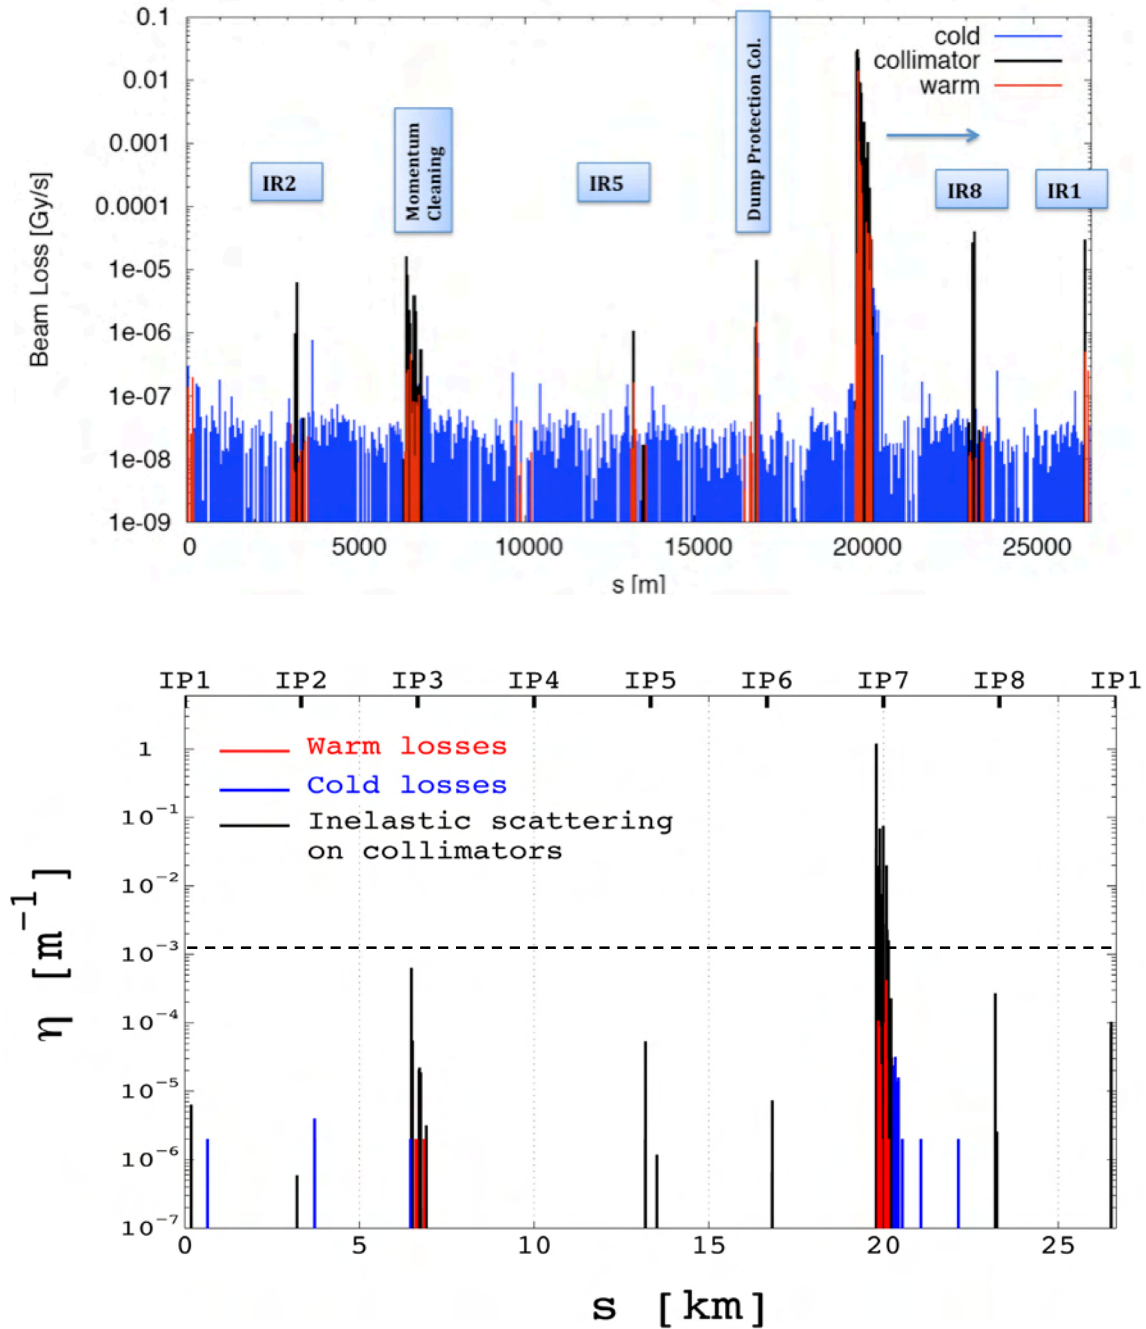 0.1
0.01
0.001
0.0001
1e-05
1e-06
1e-07
1e-08
1e-09
Beam Loss [Gy/s]
cold
collimator
warm
IR2
Momentum
Cleaning
IR5
Dump Protection Col.
IR8
IR1
0 5000 10000 15000 20000 25000
s [m]
IP1 IP2 IP3 IP4 IP5 IP6 IP7 IP8 IP1
Warm losses
Cold losses
Inelastic scattering
on collimators
1
10⁻¹
10⁻²
10⁻³
10⁻⁴
10⁻⁵
10⁻⁶
10⁻⁷
η [m⁻¹]
0 5 10 15 20 25
s [km]